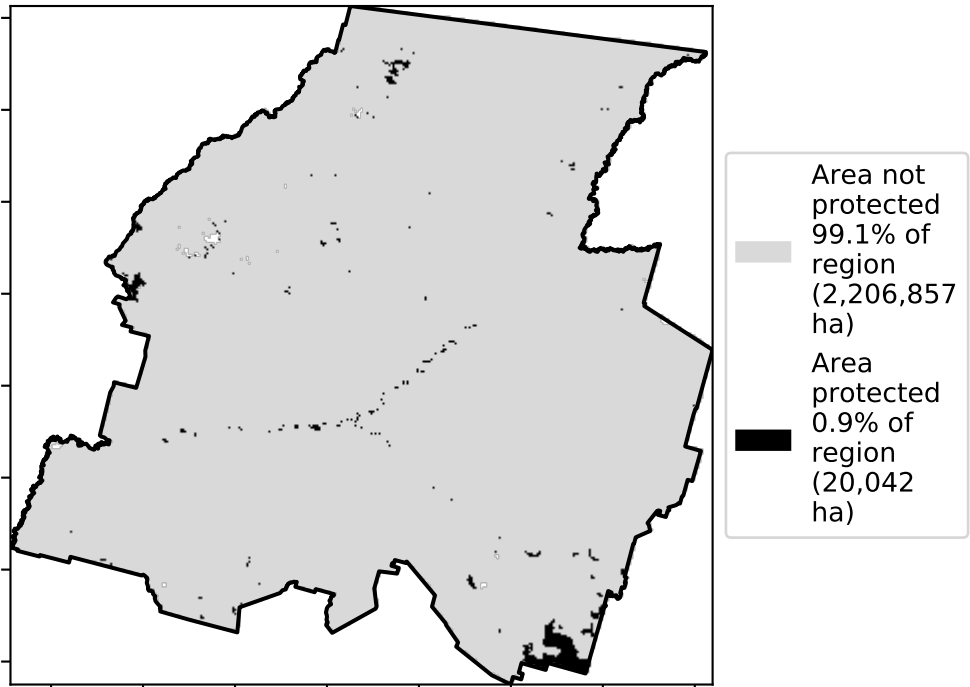 Area not
protected
99.1% of
region
(2,206,857
ha)
Area
protected
0.9% of
region
(20,042
ha)